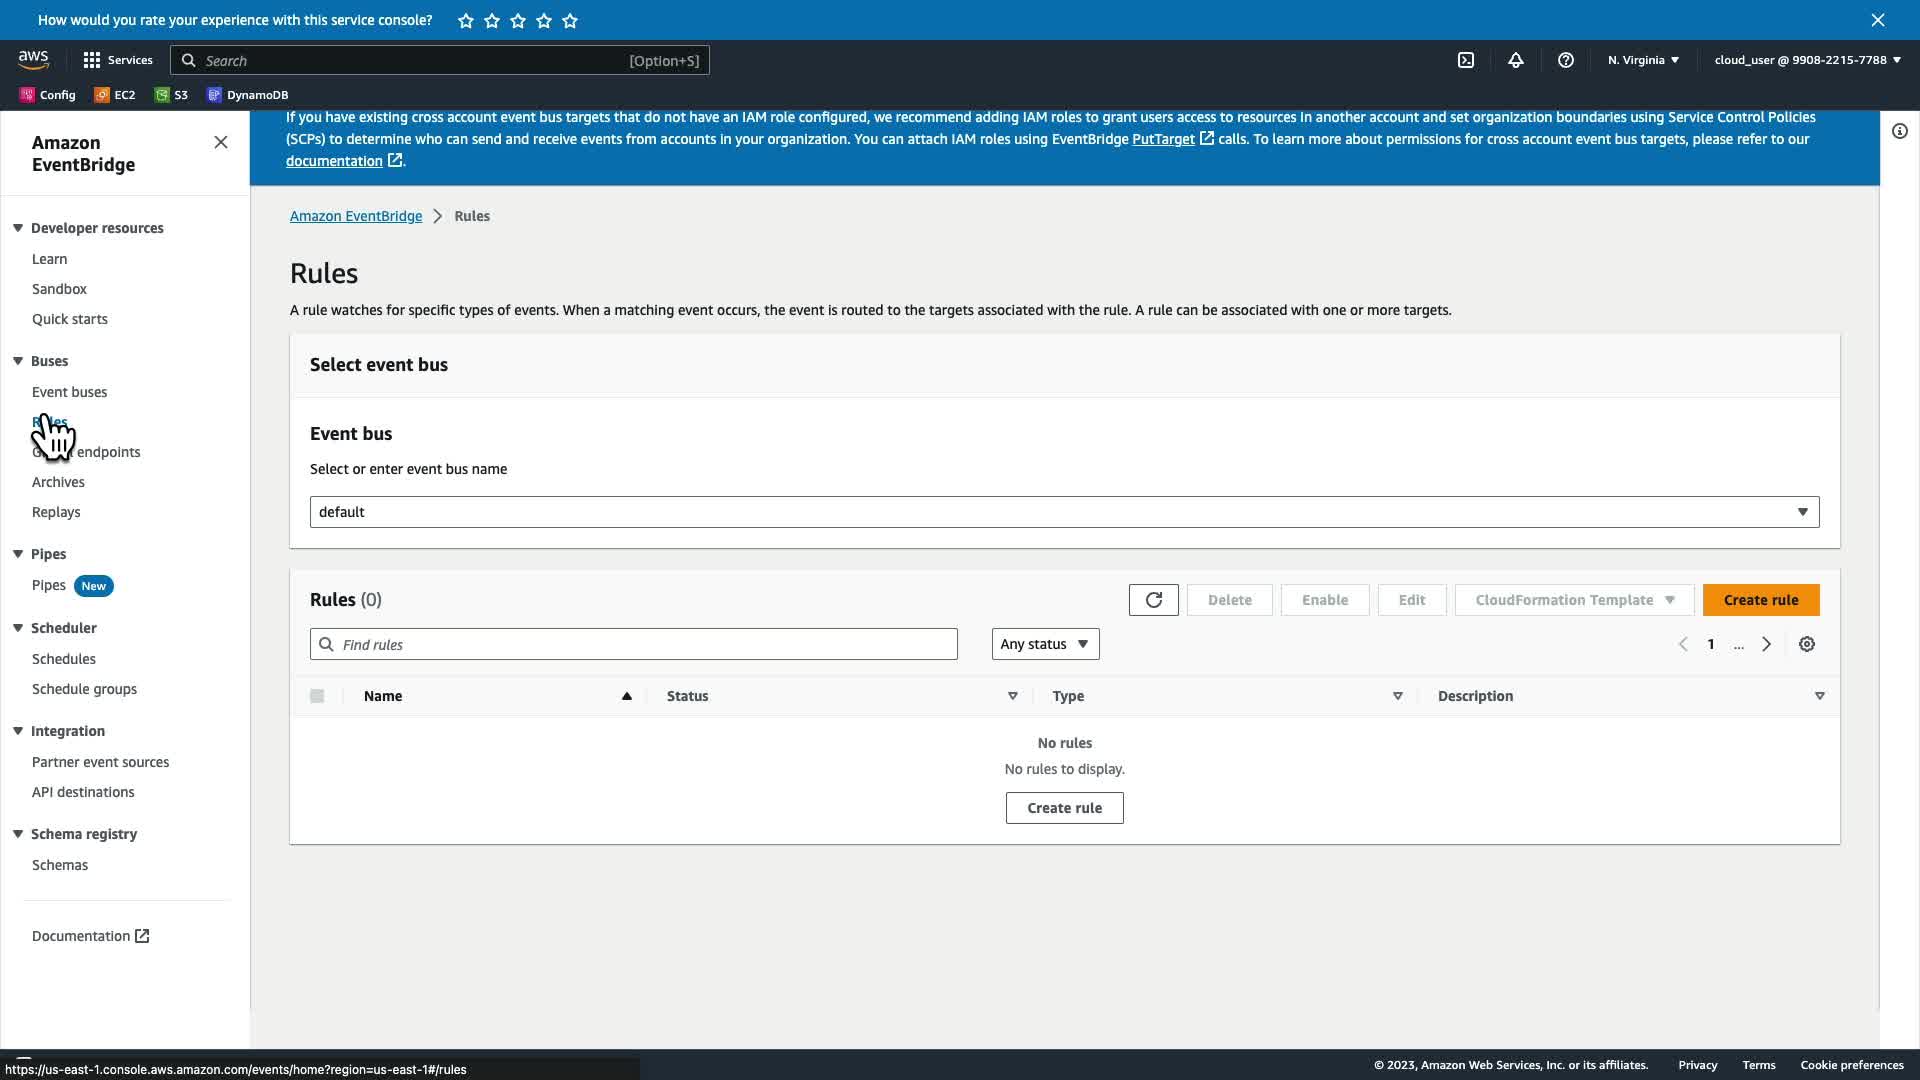 How would you rate your experience with this service console?
aws
Services
Search
[Option+S]
N. Virginia
cloud_user @ 9908-2215-7788
Config
EC2
S3
DynamoDB
Amazon
EventBridge
Developer resources
Learn
Sandbox
Quick starts
Buses
Event buses
Rules
endpoints
Archives
Replays
Pipes
Pipes New
Scheduler
Schedules
Schedule groups
Integration
Partner event sources
API destinations
Schema registry
Schemas
Documentation
If you have existing cross account event bus targets that do not have an IAM role configured, we recommend adding IAM roles to grant users access to resources in another account and set organization boundaries using Service Control Policies
(SCPs) to determine who can send and receive events from accounts in your organization. You can attach IAM roles using EventBridge PutTarget calls. To learn more about permissions for cross account event bus targets, please refer to our
documentation .
Amazon EventBridge > Rules
Rules
A rule watches for specific types of events. When a matching event occurs, the event is routed to the targets associated with the rule. A rule can be associated with one or more targets.
Select event bus
Event bus
Select or enter event bus name
default
Rules (0)
Delete
Enable
Edit
CloudFormation Template
Create rule
Find rules
Any status
1 ...
Name
Status
Type
Description
No rules
No rules to display.
Create rule
https://us-east-1.console.aws.amazon.com/events/home?region=us-east-1#/rules
© 2023, Amazon Web Services, Inc. or its affiliates.
Privacy
Terms
Cookie preferences